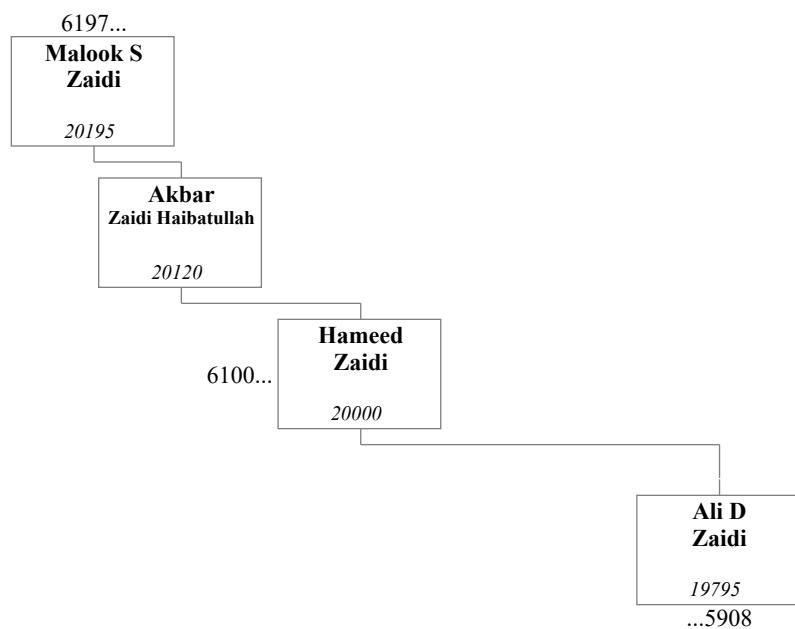 6197...
Malook S
Zaidi
20195
Akbar
Zaidi Haibatullah
20120
Hameed
Zaidi
6100...
20000
Ali D
Zaidi
19795
...5908